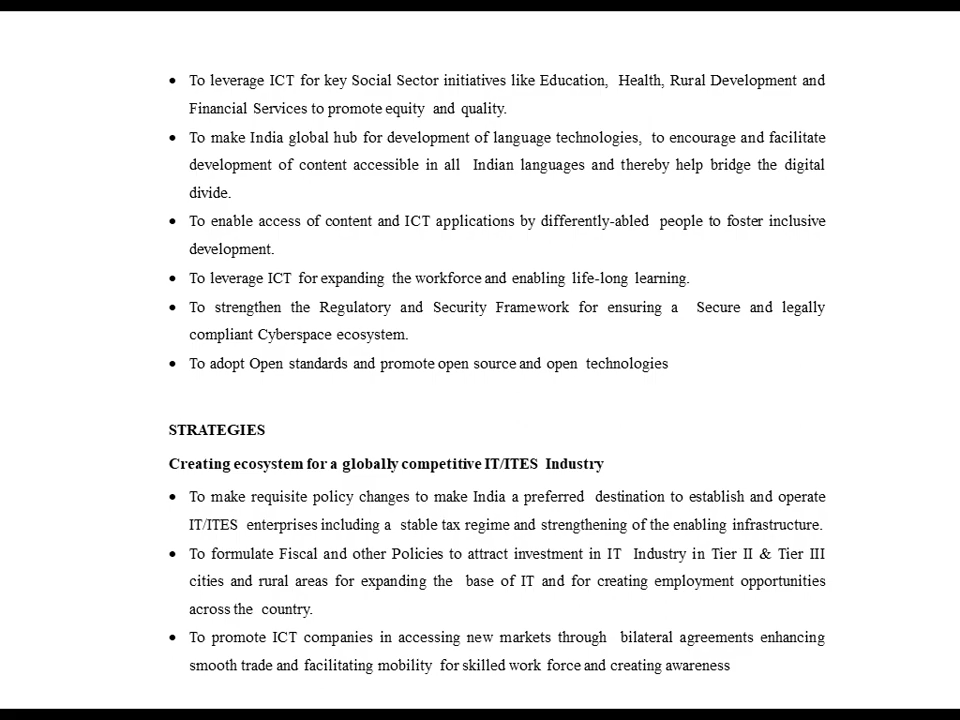 • To leverage ICT for key Social Sector initiatives like Education, Health, Rural Development and
Financial Services to promote equity and quality.
• To make India global hub for development of language technologies, to encourage and facilitate
development of content accessible in all Indian languages and thereby help bridge the digital
divide.
• To enable access of content and ICT applications by differently-abled people to foster inclusive
development.
• To leverage ICT for expanding the workforce and enabling life-long learning.
• To strengthen the Regulatory and Security Framework for ensuring a Secure and legally
compliant Cyberspace ecosystem.
• To adopt Open standards and promote open source and open technologies
STRATEGIES
Creating ecosystem for a globally competitive IT/ITES Industry
• To make requisite policy changes to make India a preferred destination to establish and operate
IT/ITES enterprises including a stable tax regime and strengthening of the enabling infrastructure.
• To formulate Fiscal and other Policies to attract investment in IT Industry in Tier II & Tier III
cities and rural areas for expanding the base of IT and for creating employment opportunities
across the country.
• To promote ICT companies in accessing new markets through bilateral agreements enhancing
smooth trade and facilitating mobility for skilled work force and creating awareness